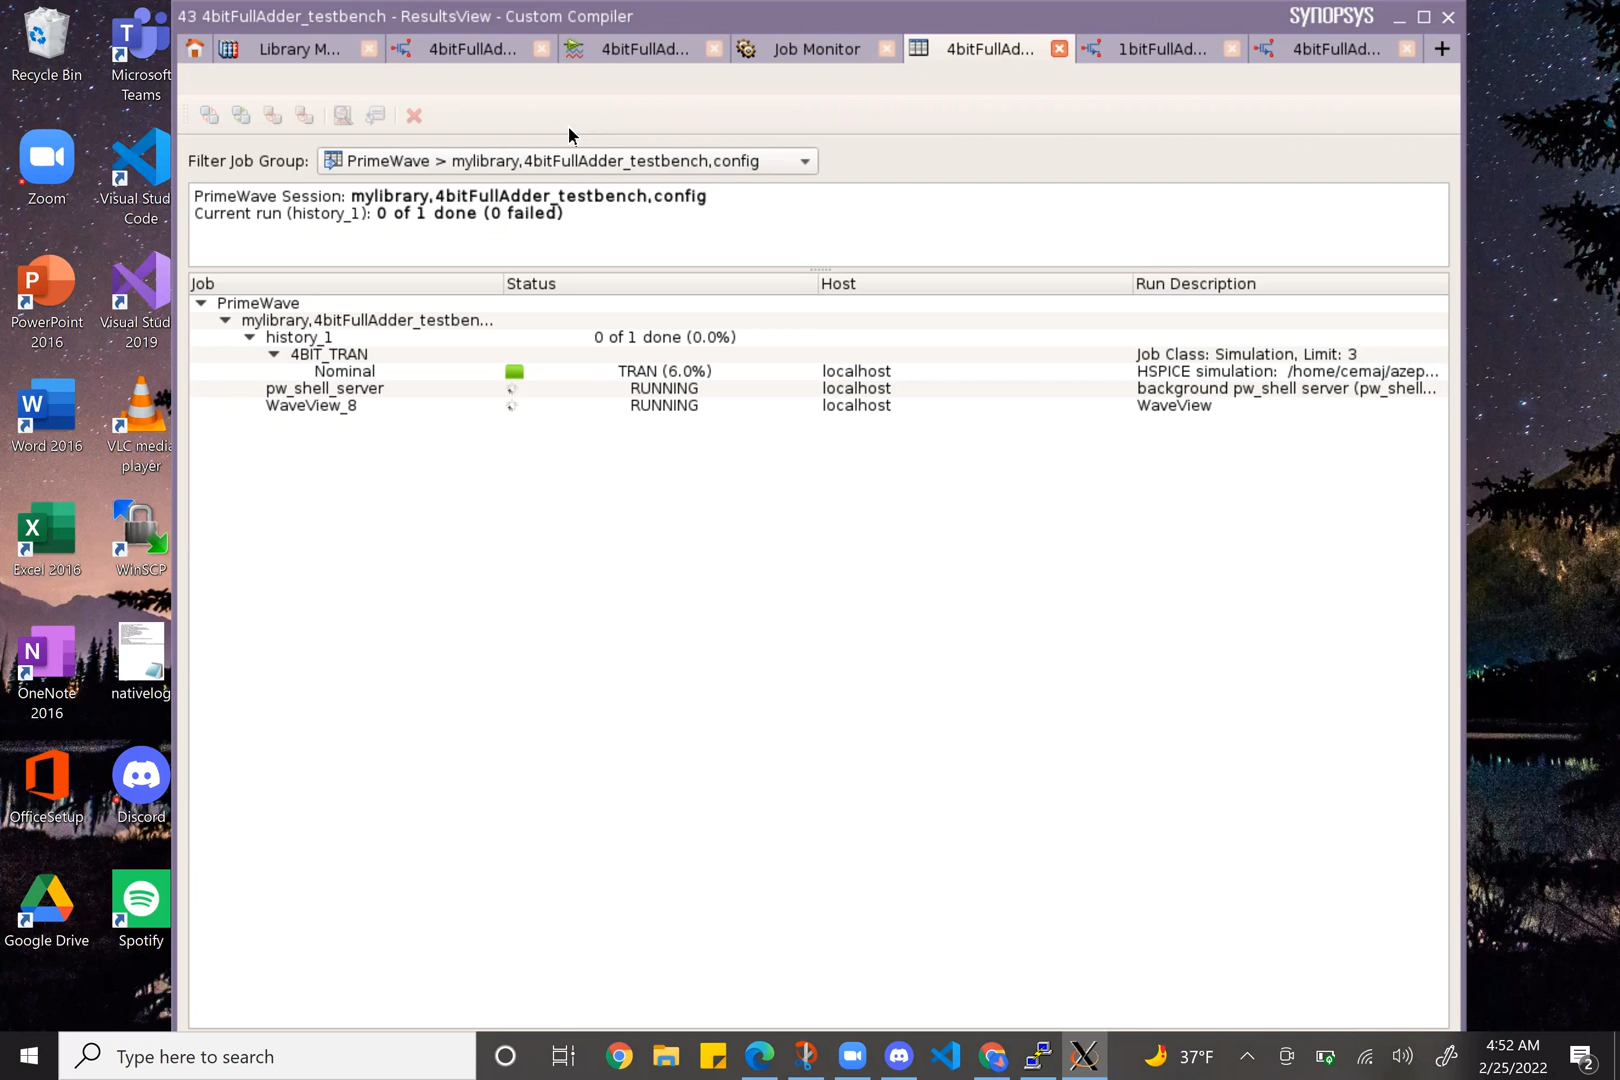 43 4bitFullAdder_testbench - ResultsView - Custom Compiler
SYNOPSYS
Library M...
4bitFullAd...
4bitFullAd...
Job Monitor
4bitFullAd...
1bitFullAd...
4bitFullAd...
Filter Job Group:
PrimeWave > mylibrary,4bitFullAdder_testbench,config
PrimeWave Session: mylibrary,4bitFullAdder_testbench,config
Current run (history_1): 0 of 1 done (0 failed)
Job Status Host Run Description
PrimeWave
mylibrary,4bitFullAdder_testben...
history_1 0 of 1 done (0.0%)
4BIT_TRAN Job Class: Simulation, Limit: 3
Nominal TRAN (6.0%) localhost HSPICE simulation: /home/cemaj/azep...
pw_shell_server RUNNING localhost background pw_shell server (pw_shell...
WaveView_8 RUNNING localhost WaveView
Recycle Bin
Microsoft
Teams
Zoom
Visual Stud
Code
PowerPoint
2016
Visual Stud
2019
Word 2016
VLC media
player
Excel 2016
WinSCP
OneNote
2016
nativelog
OfficeSetup
Discord
Google Drive
Spotify
Type here to search
37°F
4:52 AM
2/25/2022
2